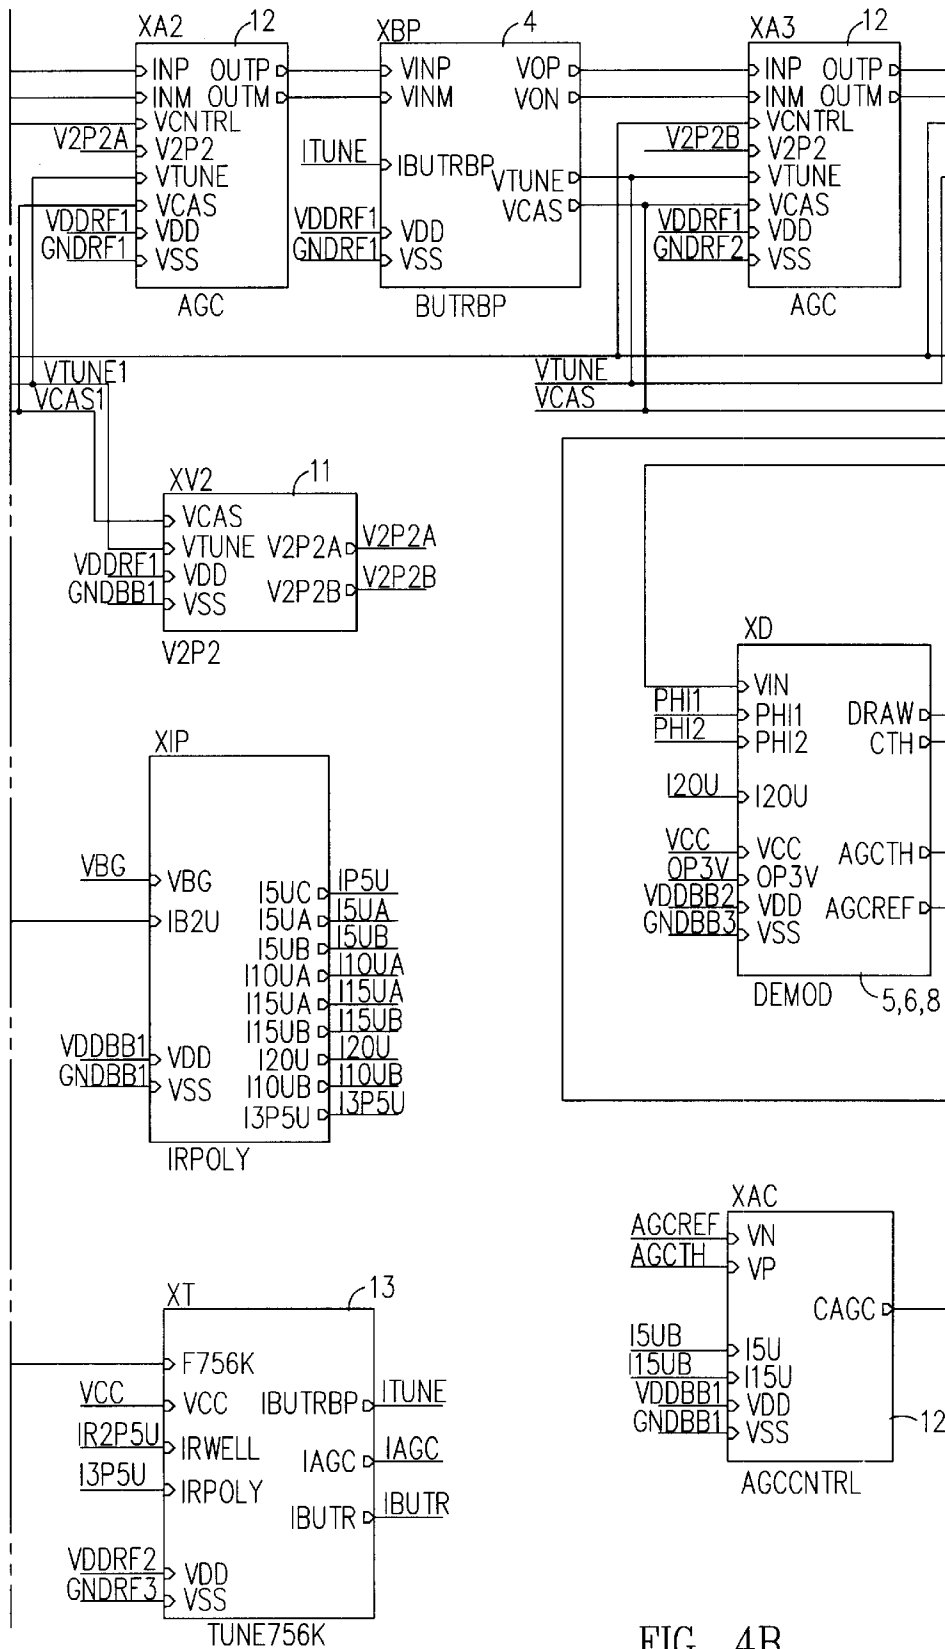 XA2
12
INP OUTP
INM OUTM
VCNTRL
V2P2A
V2P2
VTUNE
VCAS
VDDRF1
VDD
GNDRF1
VSS
AGC
XBP
4
VINP VOP
VINM VON
ITUNE
IBUTRBP
VTUNE
VCAS
VDDRF1
VDD
GNDRF1
VSS
BUTRBP
XA3
12
INP OUTP
INM OUTM
VCNTRL
V2P2B
V2P2
VTUNE
VCAS
VDDRF1
VDD
GNDRF2
VSS
AGC
VTUNE1
VCAS1
VTUNE
VCAS
XV2
11
VCAS
VTUNE V2P2A V2P2A
VDDRF1
VDD
V2P2B V2P2B
GNDBB1
VSS
V2P2
XD
VIN
PHI1
PHI1 DRAW
PHI2
PHI2 CTH
I20U
I20U
VCC
VCC AGCTH
OP3V
OP3V
VDDBB2
VDD AGCREF
GNDBB3
VSS
DEMOD
5,6,8
XIP
VBG
VBG
I5UC IP5U
IB2U
I5UA I5UA
I5UB I5UB
I10UA I10UA
I15UA I15UA
I15UB I15UB
VDDBB1
VDD
I20U I20U
GNDBB1
VSS
I10UB I10UB
I3P5U I3P5U
IRPOLY
XAC
AGCREF
VN
AGCTH
VP
CAGC
I5UB
I5U
I15UB
I15U
VDDBB1
VDD
GNDBB1
VSS
12
AGCCNTRL
XT
13
F756K
VCC
VCC
IBUTRBP ITUNE
IR2P5U
IRWELL
IAGC IAGC
I3P5U
IRPOLY
IBUTR IBUTR
VDDRF2
VDD
GNDRF3
VSS
TUNE756K
FIG. 4B